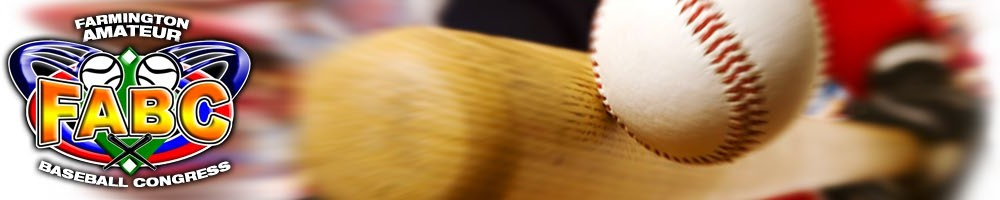 FARMINGTON
AMATEUR
FABC
BASEBALL CONGRESS